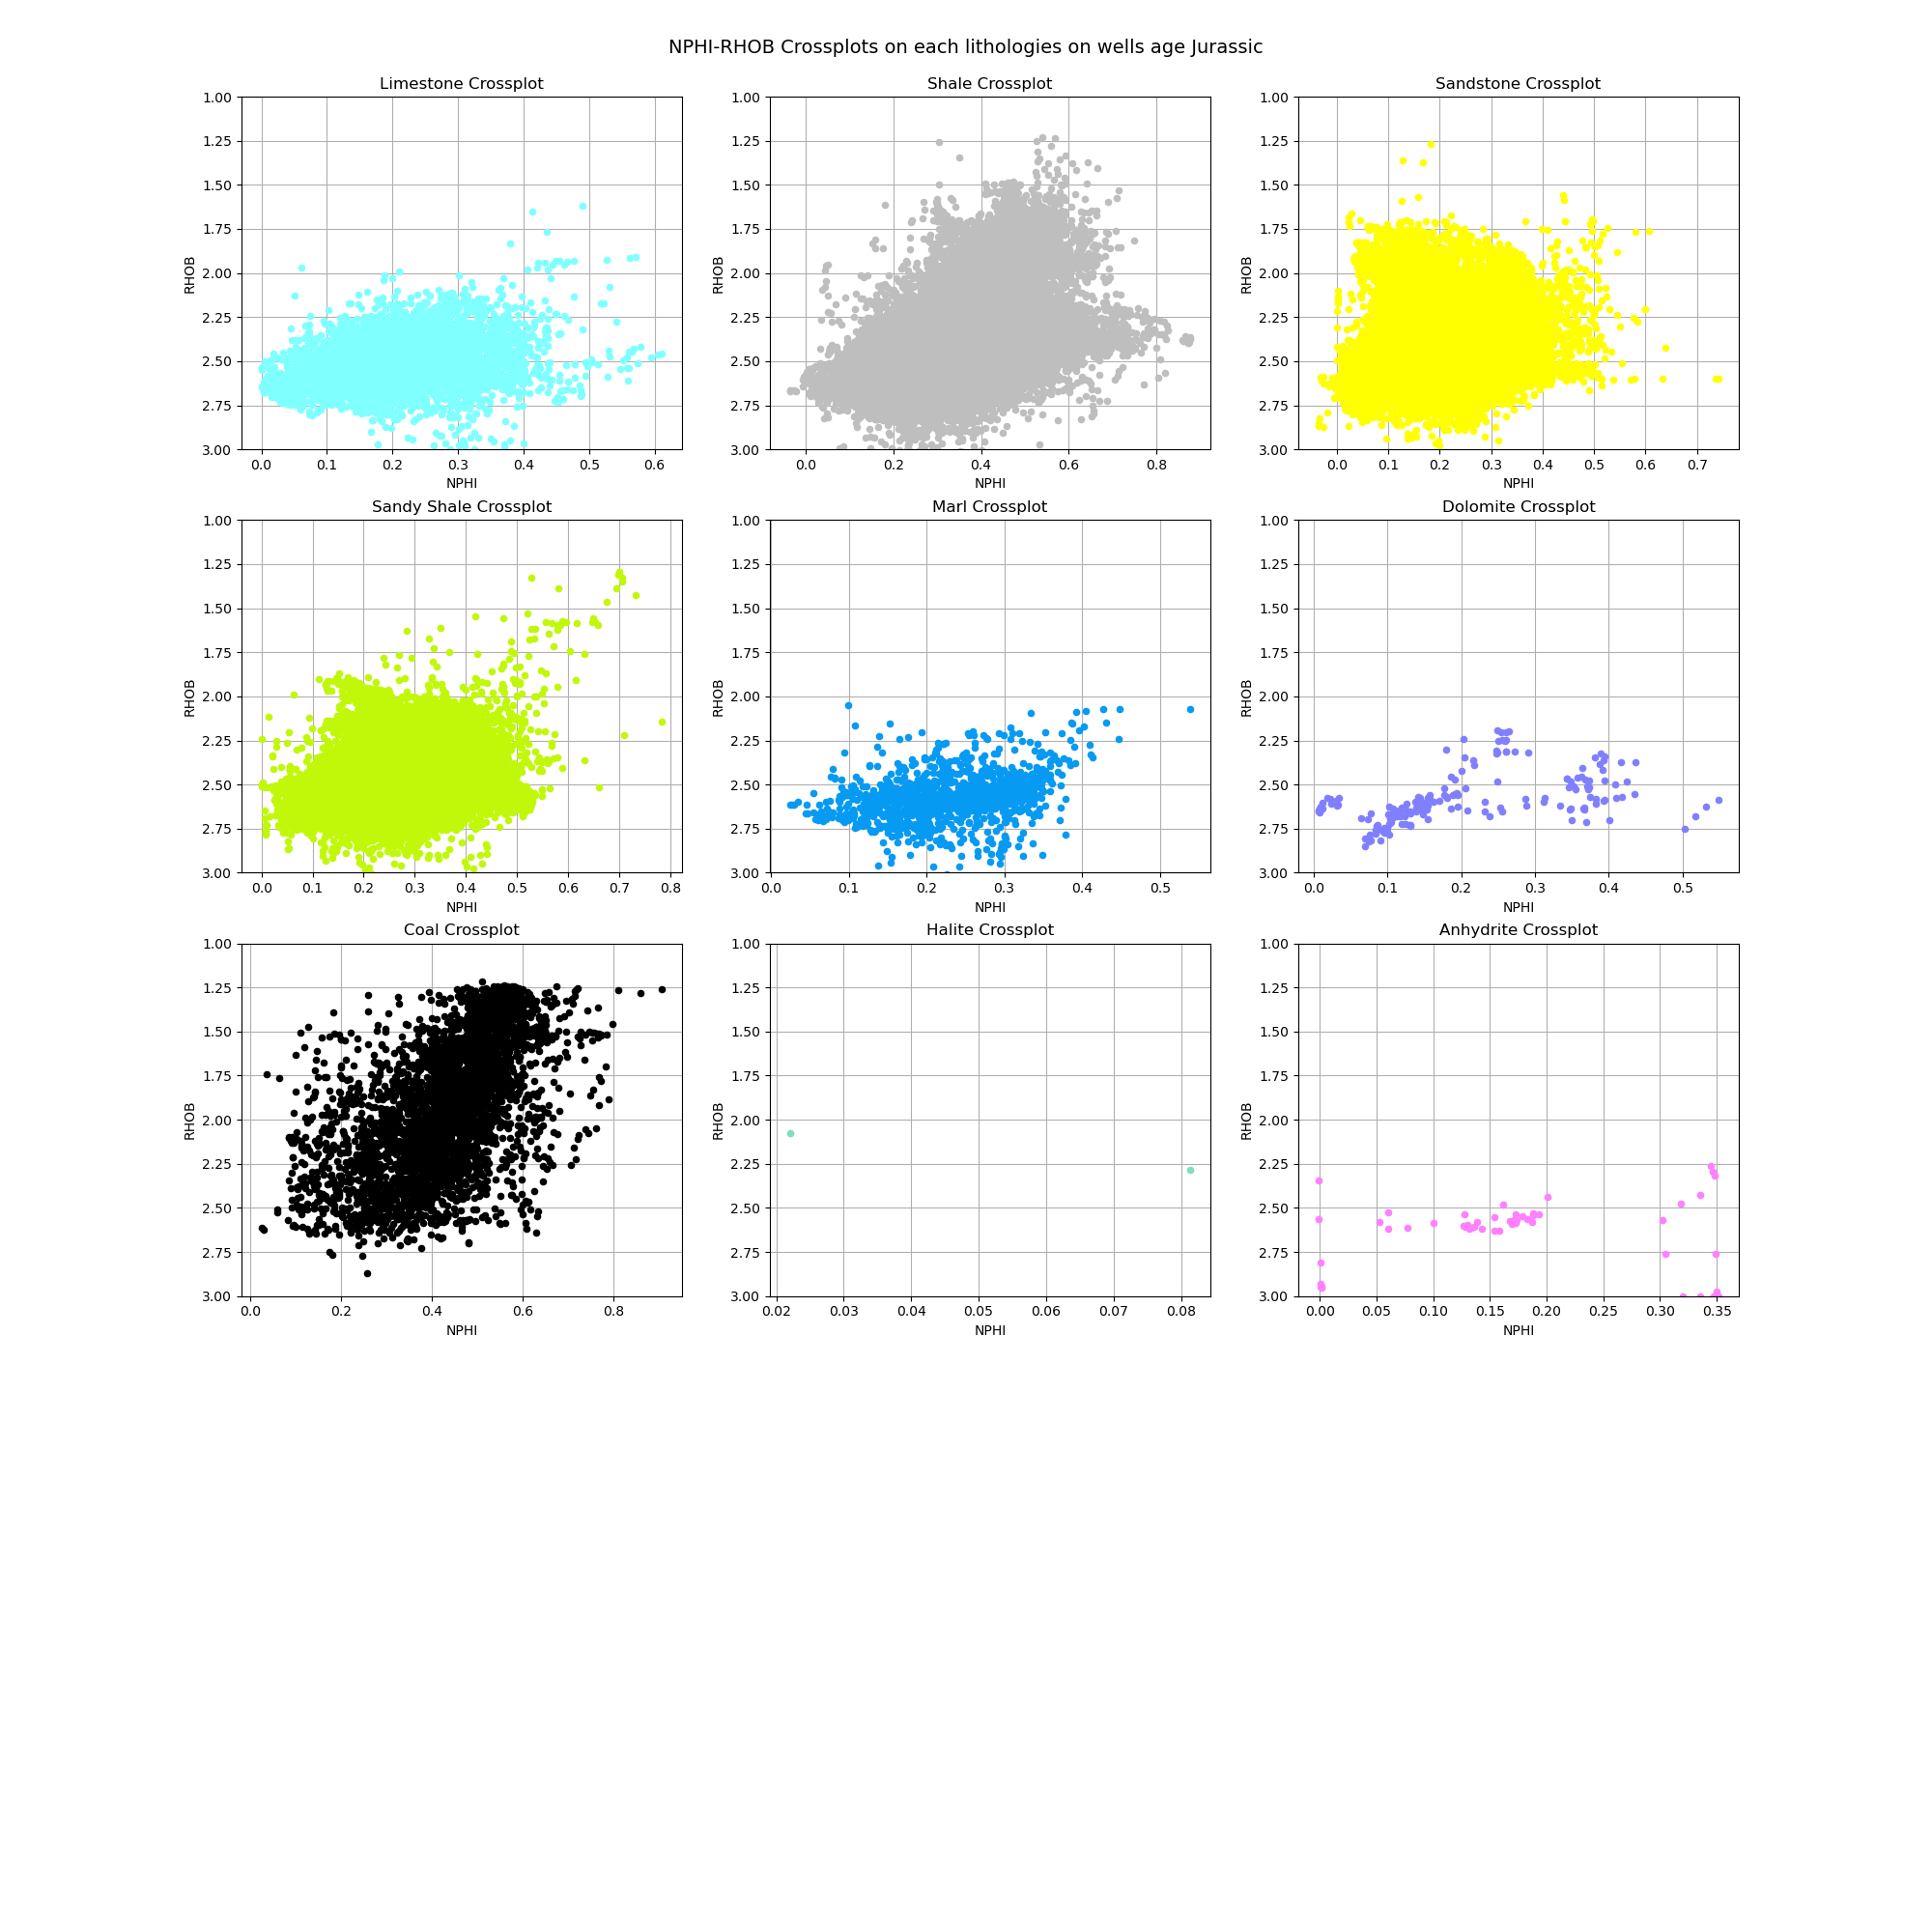 NPHI-RHOB Crossplots on each lithologies on wells age Jurassic
Limestone Crossplot
1.00
1.25
1.50
1.75
2.00
2.25
2.50
2.75
3.00
RHOB
0.0 0.1 0.2 0.3 0.4 0.5 0.6
NPHI
Shale Crossplot
1.00
1.25
1.50
1.75
2.00
2.25
2.50
2.75
3.00
RHOB
0.0 0.2 0.4 0.6 0.8
NPHI
Sandstone Crossplot
1.00
1.25
1.50
1.75
2.00
2.25
2.50
2.75
3.00
RHOB
0.0 0.1 0.2 0.3 0.4 0.5 0.6 0.7
NPHI
Sandy Shale Crossplot
1.00
1.25
1.50
1.75
2.00
2.25
2.50
2.75
3.00
RHOB
0.0 0.1 0.2 0.3 0.4 0.5 0.6 0.7 0.8
NPHI
Marl Crossplot
1.00
1.25
1.50
1.75
2.00
2.25
2.50
2.75
3.00
RHOB
0.0 0.1 0.2 0.3 0.4 0.5
NPHI
Dolomite Crossplot
1.00
1.25
1.50
1.75
2.00
2.25
2.50
2.75
3.00
RHOB
0.0 0.1 0.2 0.3 0.4 0.5
NPHI
Coal Crossplot
1.00
1.25
1.50
1.75
2.00
2.25
2.50
2.75
3.00
RHOB
0.0 0.2 0.4 0.6 0.8
NPHI
Halite Crossplot
1.00
1.25
1.50
1.75
2.00
2.25
2.50
2.75
3.00
RHOB
0.02 0.03 0.04 0.05 0.06 0.07 0.08
NPHI
Anhydrite Crossplot
1.00
1.25
1.50
1.75
2.00
2.25
2.50
2.75
3.00
RHOB
0.00 0.05 0.10 0.15 0.20 0.25 0.30 0.35
NPHI